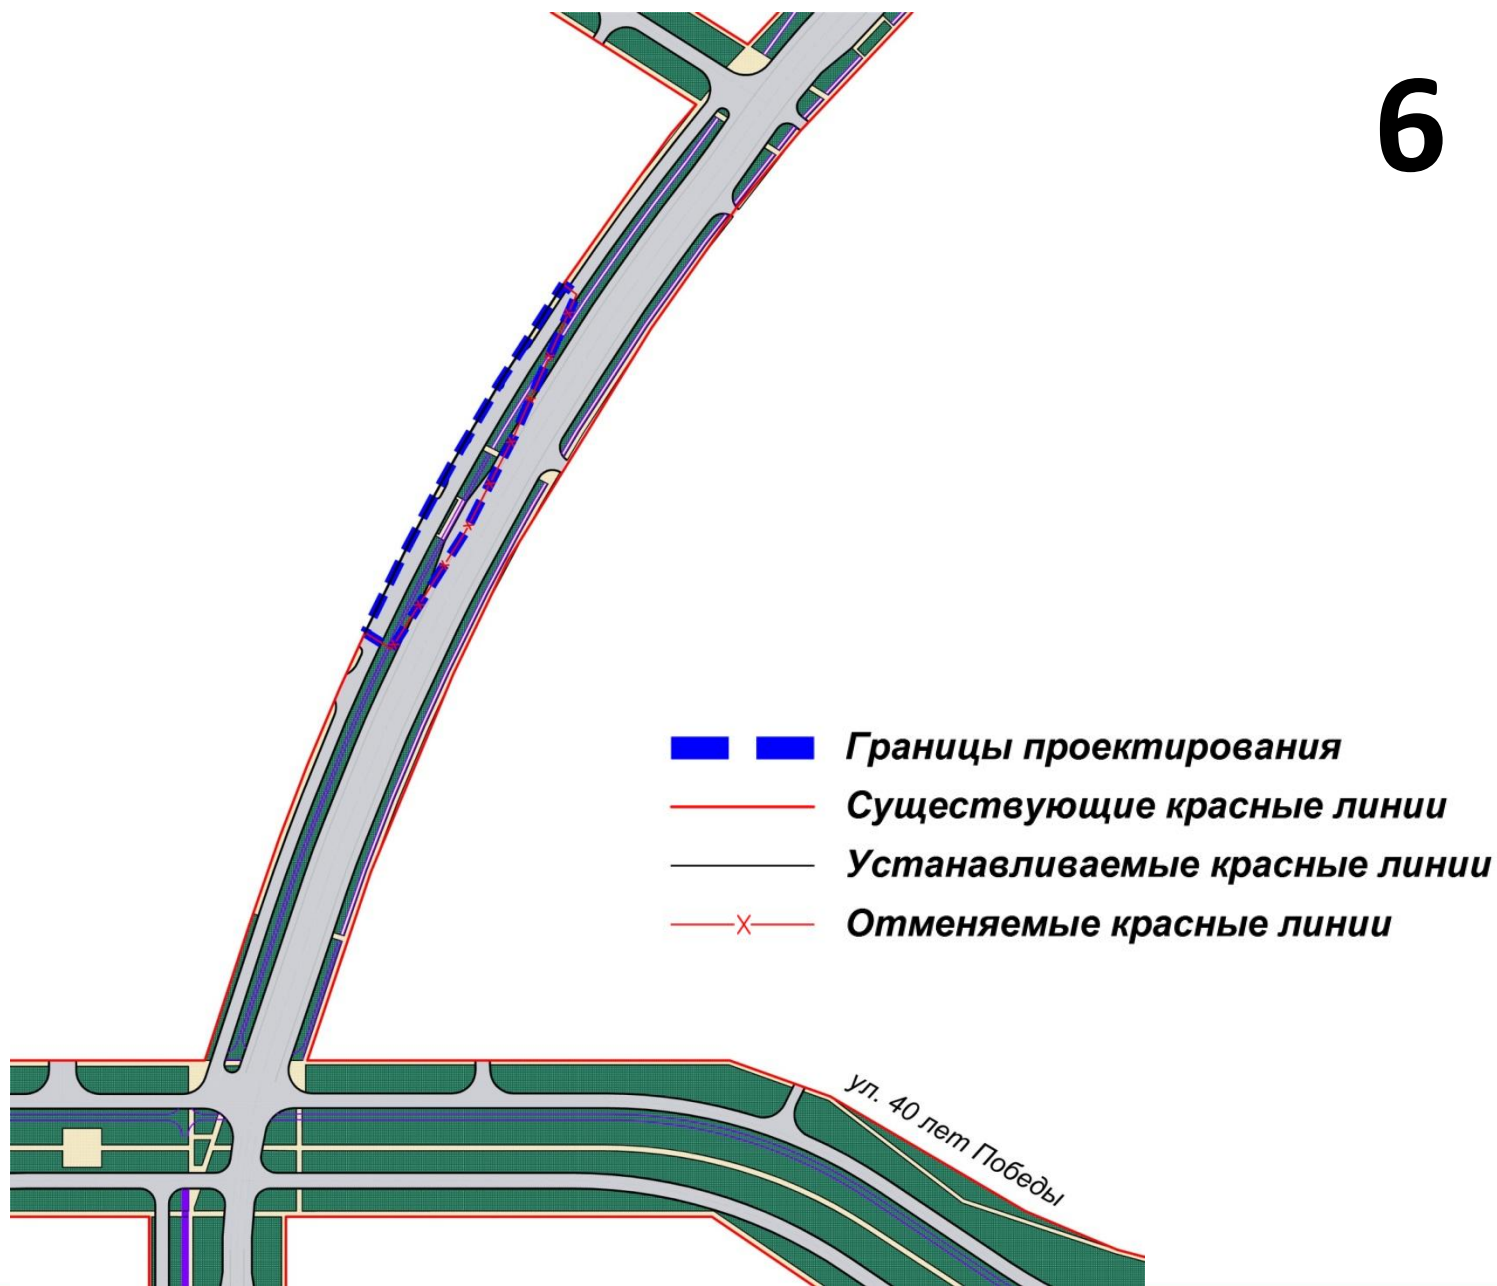 6
Границы проектирования
Существующие красные линии
Устанавливаемые красные линии
Отменяемые красные линии
ул. 40 лет Победы